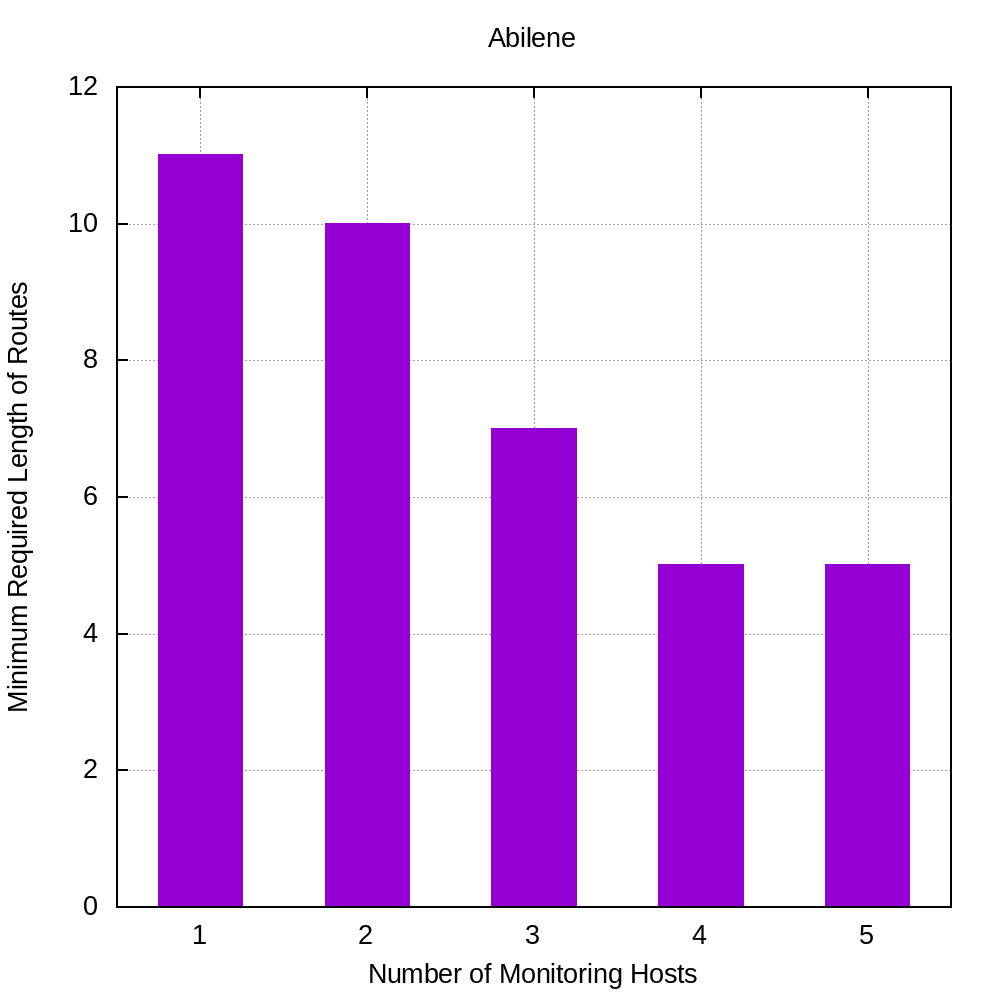 Abilene
12
10
8
6
4
2
0
Minimum Required Length of Routes
1 2 3 4 5
Number of Monitoring Hosts